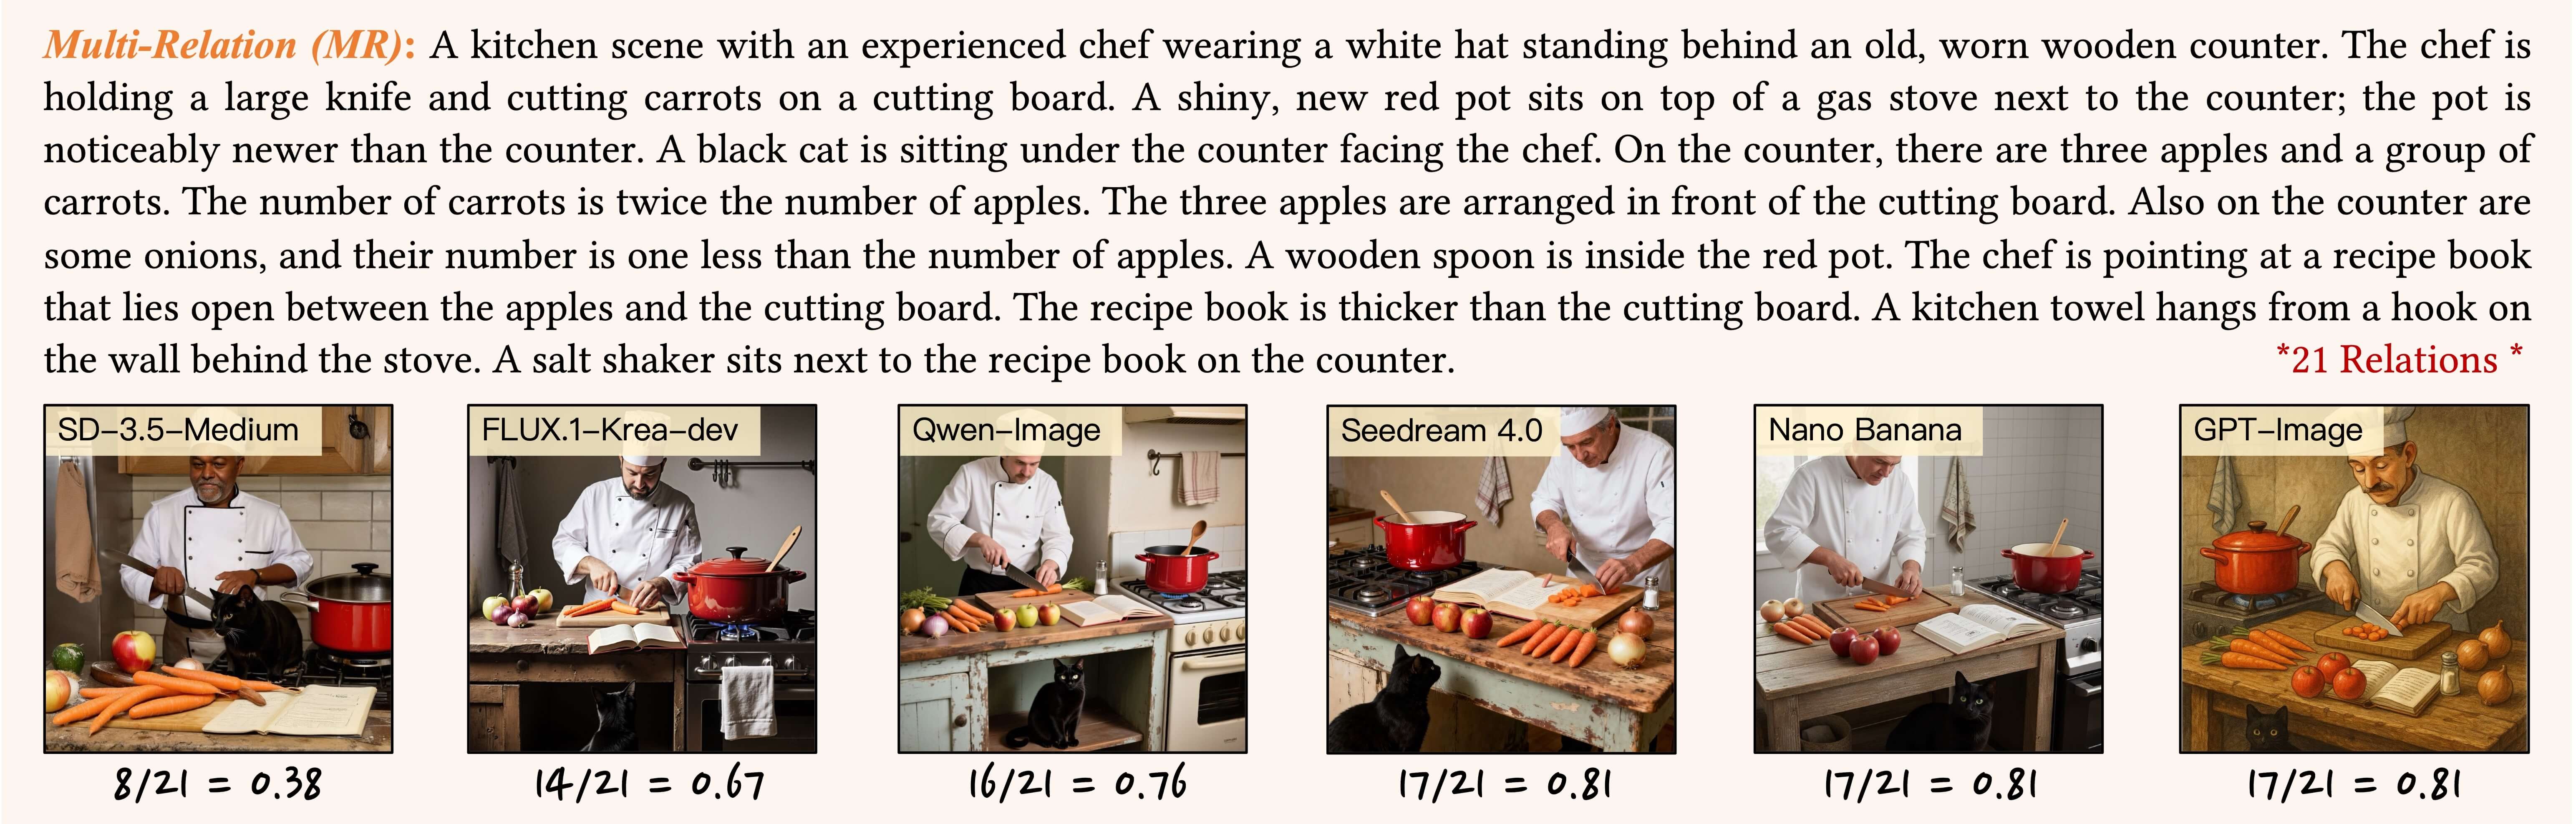 Multi-Relation (MR): A kitchen scene with an experienced chef wearing a white hat standing behind an old, worn wooden counter. The chef is
holding a large knife and cutting carrots on a cutting board. A shiny, new red pot sits on top of a gas stove next to the counter; the pot is
noticeably newer than the counter. A black cat is sitting under the counter facing the chef. On the counter, there are three apples and a group of
carrots. The number of carrots is twice the number of apples. The three apples are arranged in front of the cutting board. Also on the counter are
some onions, and their number is one less than the number of apples. A wooden spoon is inside the red pot. The chef is pointing at a recipe book
that lies open between the apples and the cutting board. The recipe book is thicker than the cutting board. A kitchen towel hangs from a hook on
the wall behind the stove. A salt shaker sits next to the recipe book on the counter.
*21 Relations *
SD-3.5-Medium
FLUX.1-Krea-dev
Qwen-Image
Seedream 4.0
Nano Banana
GPT-Image
8/21 = 0.38
14/21 = 0.67
16/21 = 0.76
17/21 = 0.81
17/21 = 0.81
17/21 = 0.81